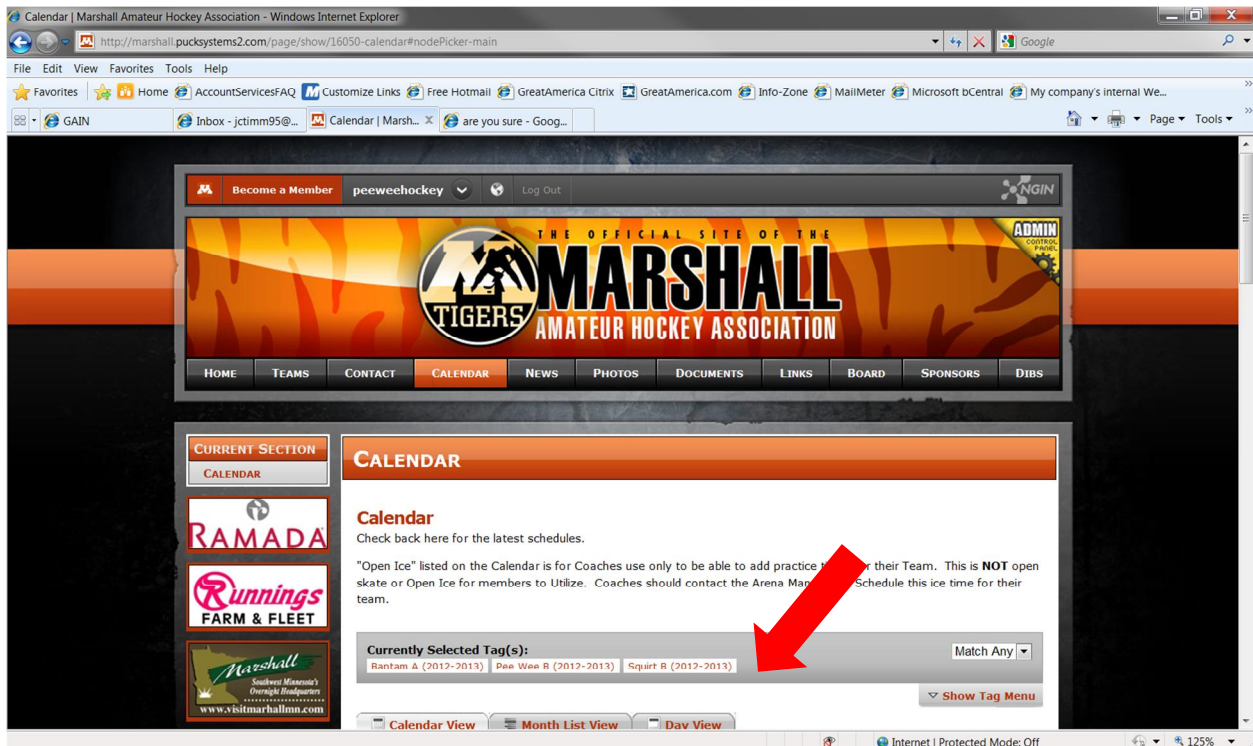 Calendar | Marshall Amateur Hockey Association - Windows Internet Explorer
http://marshall.pucksystems2.com/page/show/16050-calendar#nodePicker-main
Google
File Edit View Favorites Tools Help
Favorites Home AccountServicesFAQ Customize Links Free Hotmail GreatAmerica Citrix GreatAmerica.com Info-Zone MailMeter Microsoft bCentral My company's internal We...
GAIN Inbox - jctimm95@... Calendar | Marsh... x are you sure - Goog... Page Tools
Become a Member peeweehockey Log Out NGIN
THE OFFICIAL SITE OF THE
ADMIN
CONTROL
PANEL
MARSHALL
TIGERS
AMATEUR HOCKEY ASSOCIATION
HOME TEAMS CONTACT CALENDAR NEWS PHOTOS DOCUMENTS LINKS BOARD SPONSORS DIBS
CURRENT SECTION
CALENDAR
RAMADA
Runnings
FARM & FLEET
Marshall
Southwest Minnesota's
Overnight Headquarters
www.visitmarhallmn.com
CALENDAR
Calendar
Check back here for the latest schedules.
"Open Ice" listed on the Calendar is for Coaches use only to be able to add practice t their Team. This is NOT open
skate or Open Ice for members to Utilize. Coaches should contact the Arena Man Schedule this ice time for their
team.
Currently Selected Tag(s):
Bantam A (2012-2013) Pee Wee B (2012-2013) Squirt B (2012-2013)
Match Any
Show Tag Menu
Calendar View Month List View Day View
Internet | Protected Mode: Off 125%